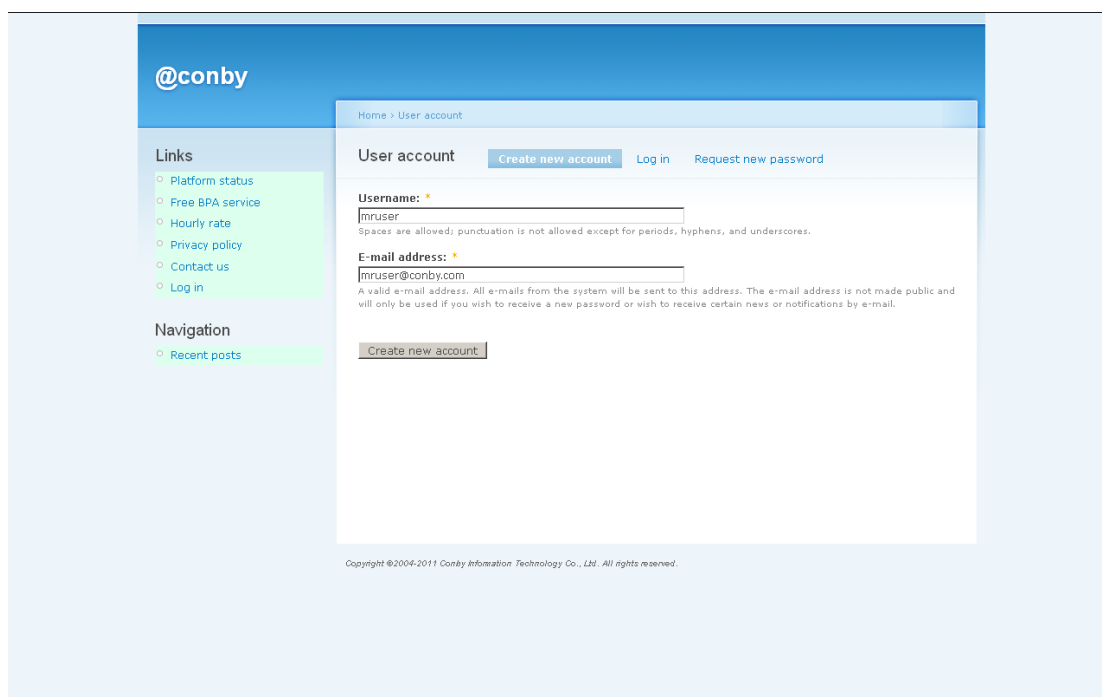 @conby
Home › User account
Links
Platform status
Free BPA service
Hourly rate
Privacy policy
Contact us
Log in
Navigation
Recent posts
User account
Create new account
Log in
Request new password
Username: *
mruser
Spaces are allowed; punctuation is not allowed except for periods, hyphens, and underscores.
E-mail address: *
mruser@conby.com
A valid e-mail address. All e-mails from the system will be sent to this address. The e-mail address is not made public and
will only be used if you wish to receive a new password or wish to receive certain news or notifications by e-mail.
Create new account
Copyright ©2004-2011 Conby Information Technology Co., Ltd. All rights reserved.